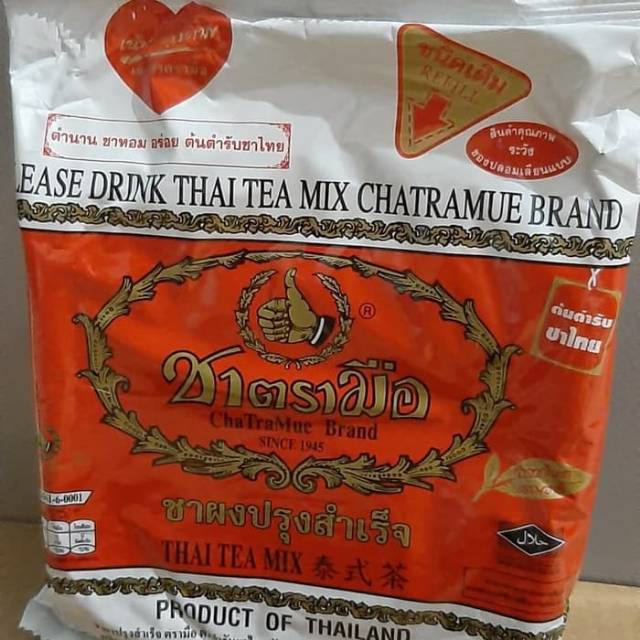 ชนิดเติม
REFILL
ตำนาน ชาหอม อร่อย ต้นตำรับชาไทย
สินค้าคุณภาพ
ระวัง
ของปลอมเลียนแบบ
EASE DRINK THAI TEA MIX CHATRAMUE BRAND
®
ต้นตำรับ
ชาไทย
ชาตรามือ
ChaTraMue Brand
SINCE 1945
-6-0001
ชาผงปรุงสำเร็จ
حلال
THAI TEA MIX 泰式茶
PRODUCT OF THAILAND